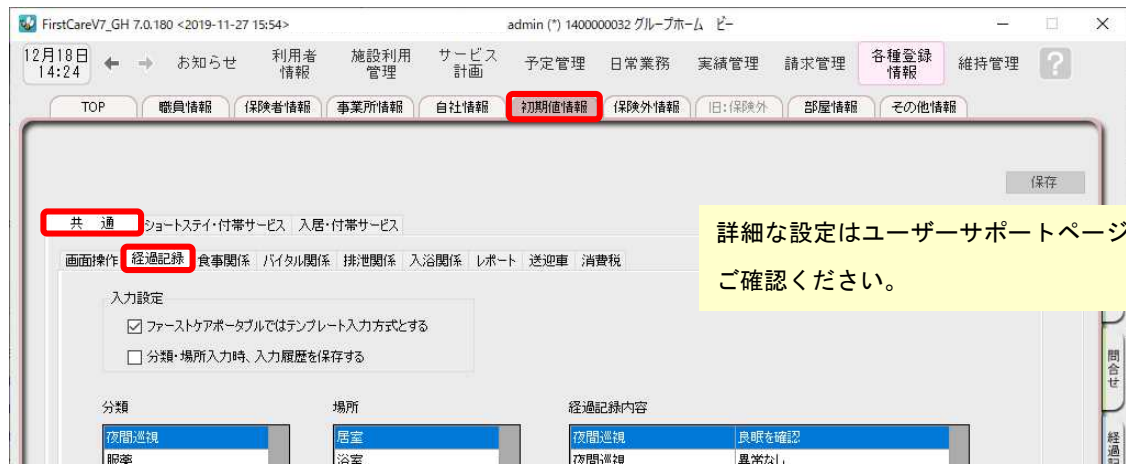 FirstCareV7_GH 7.0.180 <2019-11-27 15:54> admin (*) 1400000032 グループホーム ビー
12月18日 14:24 お知らせ 利用者情報 施設利用管理 サービス計画 予定管理 日常業務 実績管理 請求管理 各種登録情報 維持管理 ?
TOP 職員情報 保険者情報 事業所情報 自社情報 初期値情報 保険外情報 旧:保険外 部屋情報 その他情報
保存
共 通 ショートステイ・付帯サービス 入居・付帯サービス
詳細な設定はユーザーサポートページ
ご確認ください。
画面操作 経過記録 食事関係 バイタル関係 排泄関係 入浴関係 レポート 送迎車 消費税
入力設定
ファーストケアポータブルではテンプレート入力方式とする
分類・場所入力時、入力履歴を保存する
問合せ
分類 場所 経過記録内容
夜間巡視 居室 夜間巡視 良眠を確認
服薬 浴室 夜間巡視 異常なし
経過記